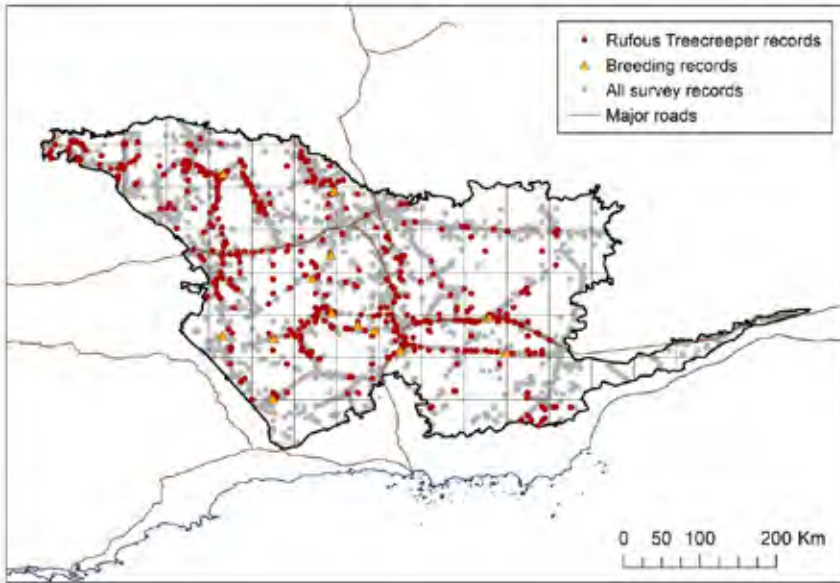 Rufous Treecreeper records
Breeding records
All survey records
Major roads
0 50 100 200 Km